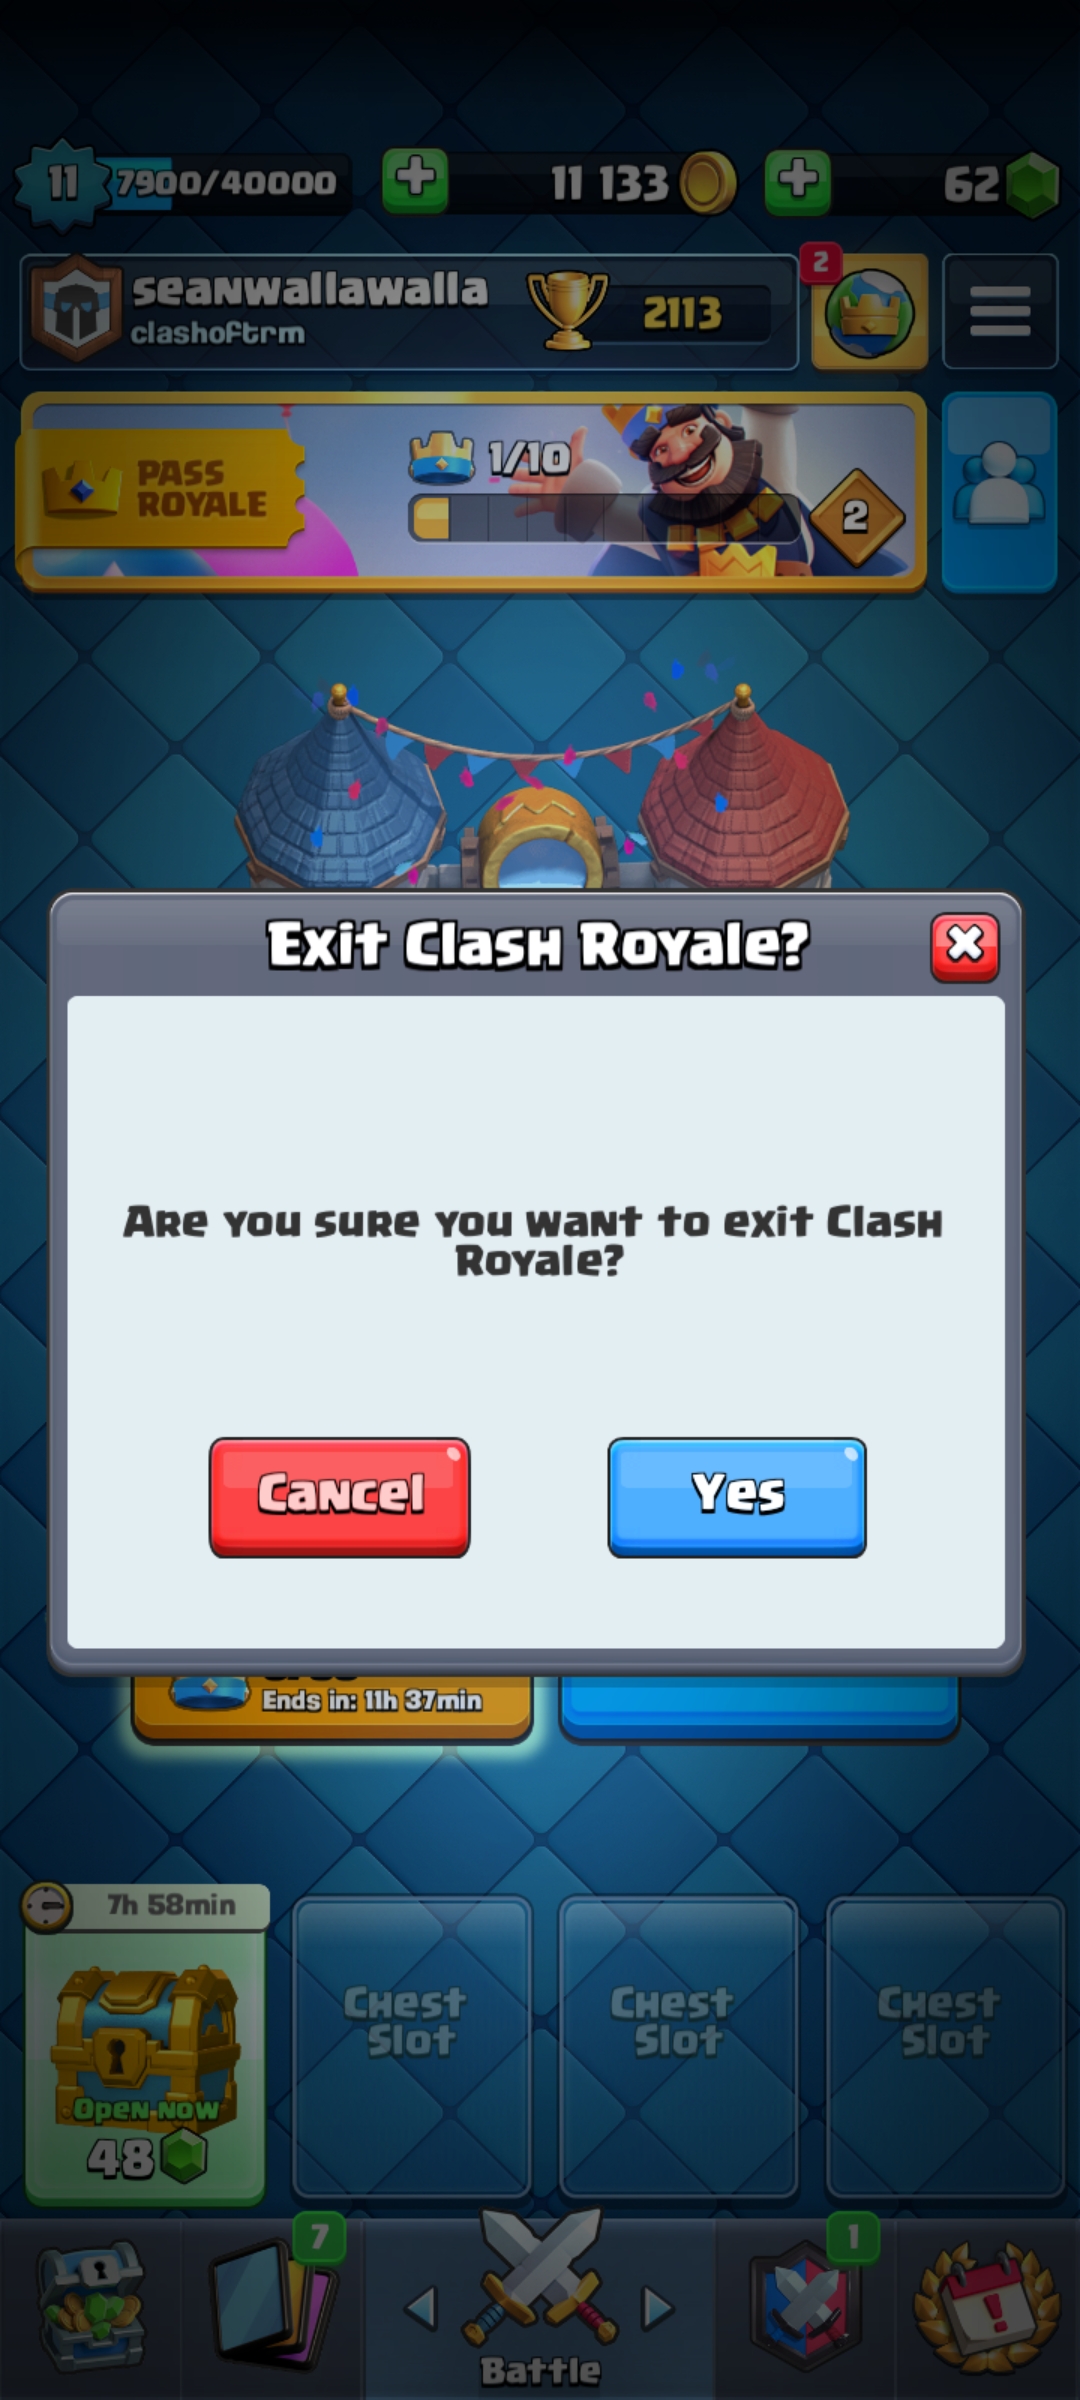 11
7900/40000
11 133
62
seanwallawalla
clashoftrm
2113
2
PASS
ROYALE
1/10
2
Exit Clash Royale?
Are you sure you want to exit Clash
Royale?
Cancel
Yes
Ends in: 11h 37min
7h 58min
Open now
48
Chest
Slot
Chest
Slot
Chest
Slot
7
1
Battle